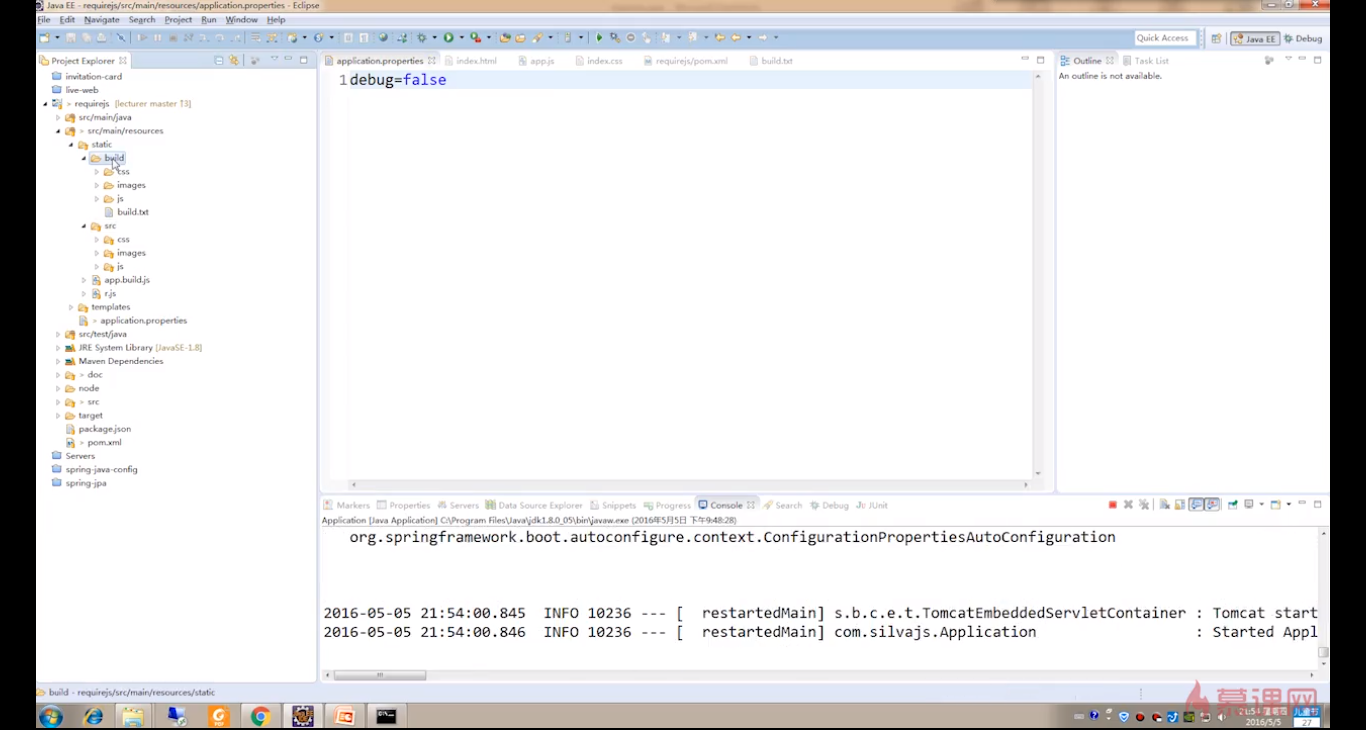 Java EE - requirejs/src/main/resources/application.properties - Eclipse
File Edit Navigate Search Project Run Window Help
Quick Access
Java EE
Debug
Project Explorer
invitation-card
live-web
> requirejs [lecturer master ↑3]
src/main/java
> src/main/resources
static
build
css
images
js
build.txt
src
css
images
js
app.build.js
r.js
templates
> application.properties
src/test/java
JRE System Library [JavaSE-1.8]
Maven Dependencies
> doc
node
> src
target
package.json
> pom.xml
Servers
spring-java-config
spring-jpa
application.properties index.html app.js index.css requirejs/pom.xml build.txt
1 debug=false
Outline Task List
An outline is not available.
Markers Properties Servers Data Source Explorer Snippets Progress Console Search Debug JUnit
Application [Java Application] C:\Program Files\Java\jdk1.8.0_05\bin\javaw.exe (2016年5月5日 下午9:48:28)
org.springframework.boot.autoconfigure.context.ConfigurationPropertiesAutoConfiguration
2016-05-05 21:54:00.845 INFO 10236 --- [ restartedMain] s.b.c.e.t.TomcatEmbeddedServletContainer : Tomcat start
2016-05-05 21:54:00.846 INFO 10236 --- [ restartedMain] com.silvajs.Application : Started Appl
build - requirejs/src/main/resources/static
慕课网
2016/5/5
27